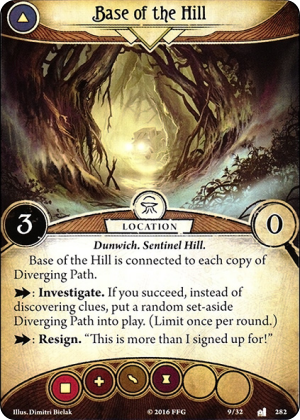 Base of the Hill
3
LOCATION
0
Dunwich. Sentinel Hill.
Base of the Hill is connected to each copy of
Diverging Path.
: Investigate. If you succeed, instead of
discovering clues, put a random set-aside
Diverging Path into play. (Limit once per round.)
: Resign. “This is more than I signed up for!”
Illus. Dimitri Bielak
© 2016 FFG
9/32
282